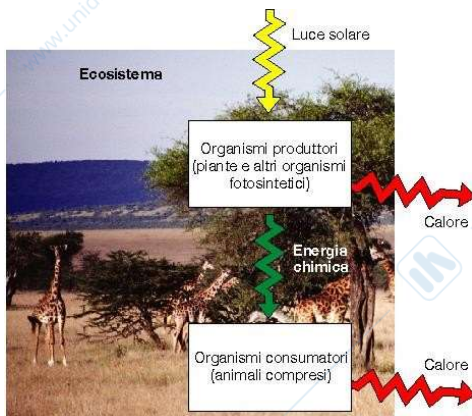 Luce solare
Ecosistema
Organismi produttori
(piante e altri organismi
fotosintetici)
Calore
Energia
chimica
Organismi consumatori
(animali compresi)
Calore